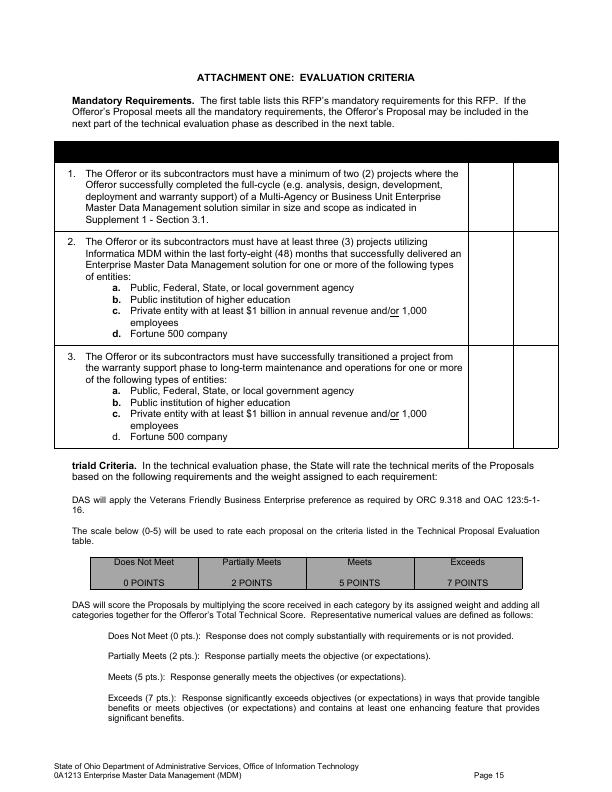 ATTACHMENT ONE: EVALUATION CRITERIA
Mandatory Requirements. The first table lists this RFP's mandatory requirements for this RFP. If the
Offeror's Proposal meets all the mandatory requirements, the Offeror's Proposal may be included in the
next part of the technical evaluation phase as described in the next table.
1. The Offeror or its subcontractors must have a minimum of two (2) projects where the
Offeror successfully completed the full-cycle (e.g. analysis, design, development,
deployment and warranty support) of a Multi-Agency or Business Unit Enterprise
Master Data Management solution similar in size and scope as indicated in
Supplement 1 - Section 3.1.
2. The Offeror or its subcontractors must have at least three (3) projects utilizing
Informatica MDM within the last forty-eight (48) months that successfully delivered an
Enterprise Master Data Management solution for one or more of the following types
of entities:
a. Public, Federal, State, or local government agency
b. Public institution of higher education
c. Private entity with at least $1 billion in annual revenue and/or 1,000
employees
d. Fortune 500 company
3. The Offeror or its subcontractors must have successfully transitioned a project from
the warranty support phase to long-term maintenance and operations for one or more
of the following types of entities:
a. Public, Federal, State, or local government agency
b. Public institution of higher education
c. Private entity with at least $1 billion in annual revenue and/or 1,000
employees
d. Fortune 500 company
triald Criteria. In the technical evaluation phase, the State will rate the technical merits of the Proposals
based on the following requirements and the weight assigned to each requirement:
DAS will apply the Veterans Friendly Business Enterprise preference as required by ORC 9.318 and OAC 123:5-1-
16.
The scale below (0-5) will be used to rate each proposal on the criteria listed in the Technical Proposal Evaluation
table.
Does Not Meet Partially Meets Meets Exceeds
0 POINTS 2 POINTS 5 POINTS 7 POINTS
DAS will score the Proposals by multiplying the score received in each category by its assigned weight and adding all
categories together for the Offeror's Total Technical Score. Representative numerical values are defined as follows:
Does Not Meet (0 pts.): Response does not comply substantially with requirements or is not provided.
Partially Meets (2 pts.): Response partially meets the objective (or expectations).
Meets (5 pts.): Response generally meets the objectives (or expectations).
Exceeds (7 pts.): Response significantly exceeds objectives (or expectations) in ways that provide tangible
benefits or meets objectives (or expectations) and contains at least one enhancing feature that provides
significant benefits.
State of Ohio Department of Administrative Services, Office of Information Technology
0A1213 Enterprise Master Data Management (MDM) Page 15